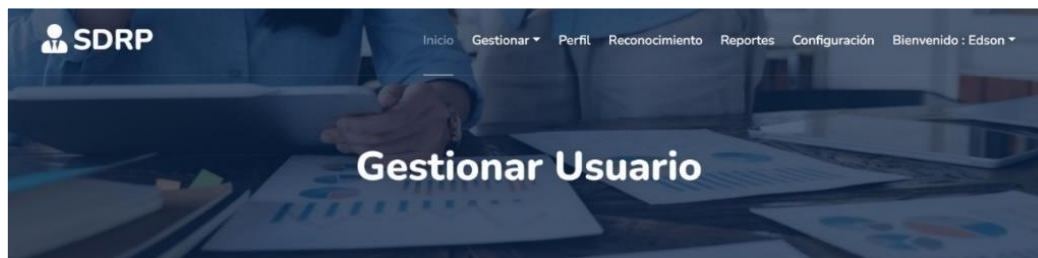 SDRP
Inicio Gestionar Perfil Reconocimiento Reportes Configuración Bienvenido : Edson
Gestionar Usuario